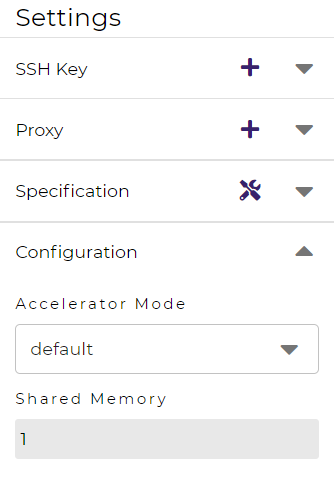 Settings
SSH Key
Proxy
Specification
Configuration
Accelerator Mode
default
Shared Memory
1